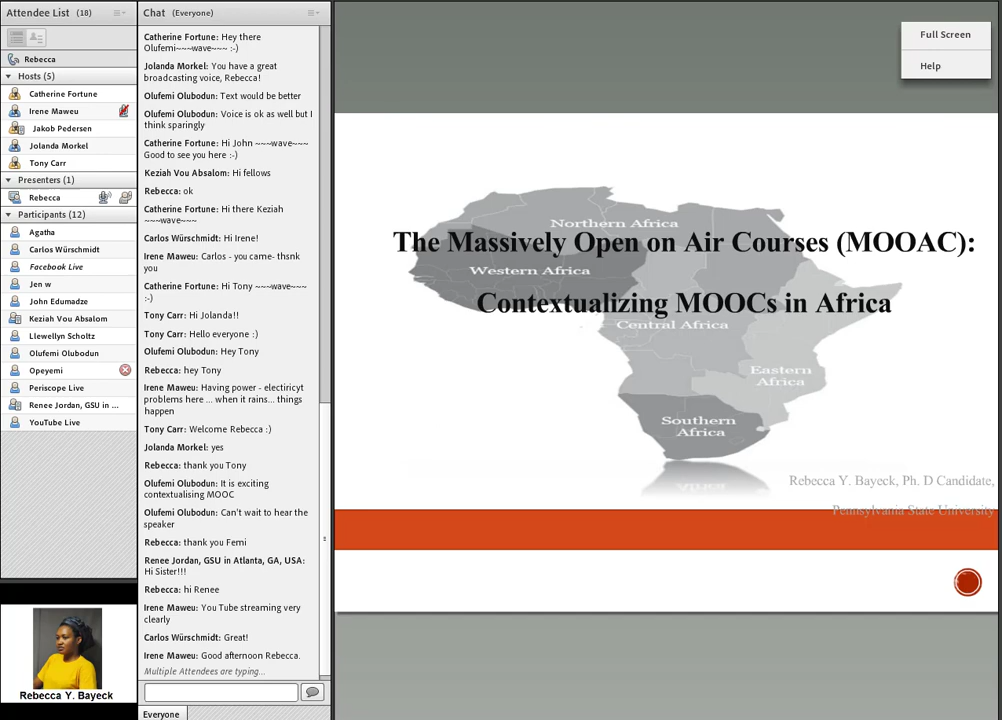 Attendee List (18)
Rebecca
Hosts (5)
Catherine Fortune
Irene Maweu
Jakob Pedersen
Jolanda Morkel
Tony Carr
Presenters (1)
Rebecca
Participants (12)
Agatha
Carlos Würschmidt
Facebook Live
Jen w
John Edumadze
Keziah Vou Absalom
Llewellyn Scholtz
Olufemi Olubodun
Opeyemi
Periscope Live
Renee Jordan, GSU in ...
YouTube Live
Rebecca Y. Bayeck
Chat (Everyone)
Catherine Fortune: Hey there
Olufemi~~~wave~~~ :-)
Jolanda Morkel: You have a great
broadcasting voice, Rebecca!
Olufemi Olubodun: Text would be better
Olufemi Olubodun: Voice is ok as well but I
think sparingly
Catherine Fortune: Hi John ~~~wave~~~
Good to see you here :-)
Keziah Vou Absalom: Hi fellows
Rebecca: ok
Catherine Fortune: Hi there Keziah
~~~wave~~~
Carlos Würschmidt: Hi Irene!
Irene Maweu: Carlos - you came- thsnk
you
Catherine Fortune: Hi Tony ~~~wave~~~
:-)
Tony Carr: Hi Jolanda!!
Tony Carr: Hello everyone :)
Olufemi Olubodun: Hey Tony
Rebecca: hey Tony
Irene Maweu: Having power - electiricyt
problems here ... when it rains... things
happen
Tony Carr: Welcome Rebecca :)
Jolanda Morkel: yes
Rebecca: thank you Tony
Olufemi Olubodun: It is exciting
contextualising MOOC
Olufemi Olubodun: Can't wait to hear the
speaker
Rebecca: thank you Femi
Renee Jordan, GSU in Atlanta, GA, USA:
Hi Sister!!!
Rebecca: hi Renee
Irene Maweu: You Tube streaming very
clearly
Carlos Würschmidt: Great!
Irene Maweu: Good afternoon Rebecca.
Multiple Attendees are typing...
Everyone
Full Screen
Help
Northern Africa
The Massively Open on Air Courses (MOOAC):
Western Africa
Contextualizing MOOCs in Africa
Central Africa
Eastern
Africa
Southern
Africa
Rebecca Y. Bayeck, Ph. D Candidate,
Pennsylvania State University